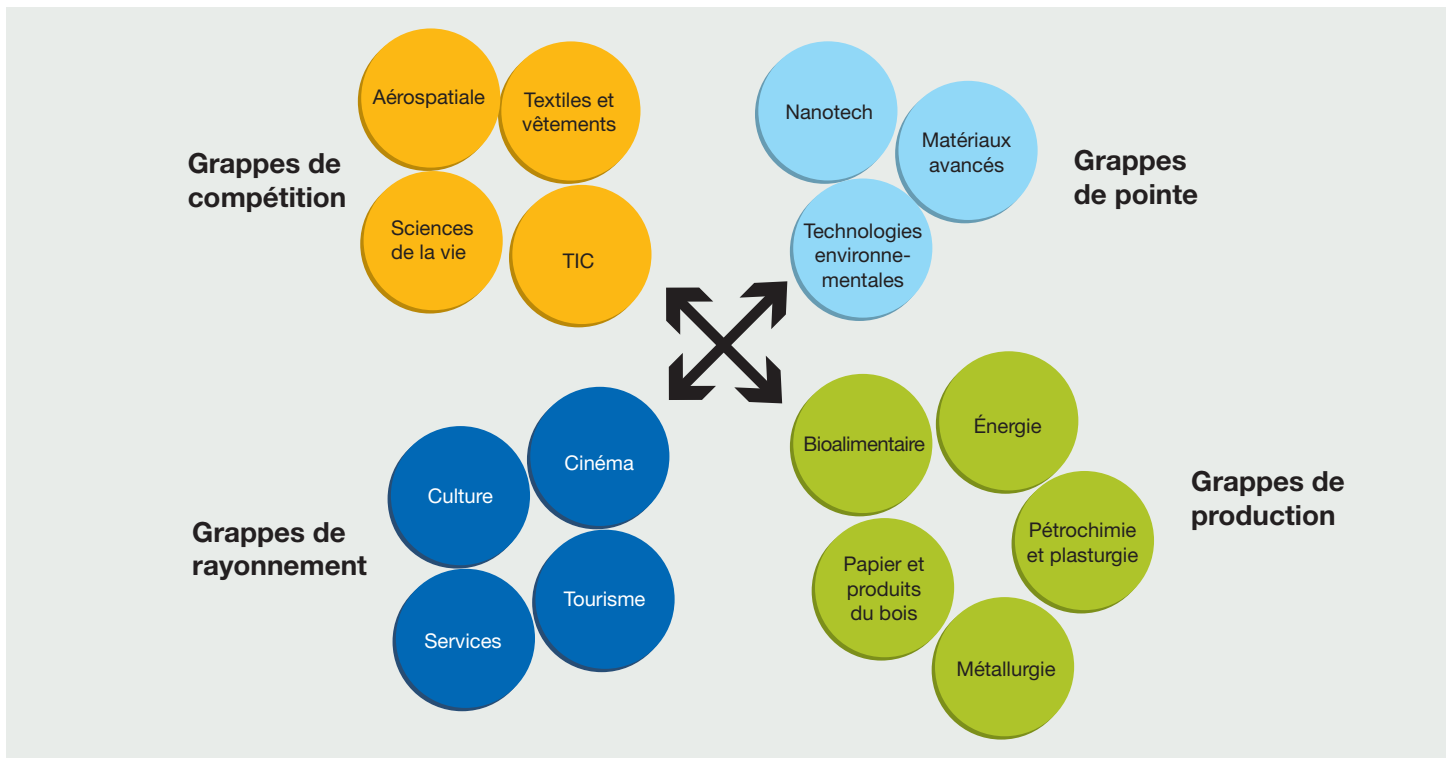 Grappes de
compétition
Aérospatiale
Textiles et
vêtements
Sciences
de la vie
TIC
Nanotech
Matériaux
avancés
Technologies
environne-
mentales
Grappes
de pointe
Grappes de
rayonnement
Culture
Cinéma
Services
Tourisme
Bioalimentaire
Énergie
Pétrochimie
et plasturgie
Papier et
produits
du bois
Métallurgie
Grappes de
production